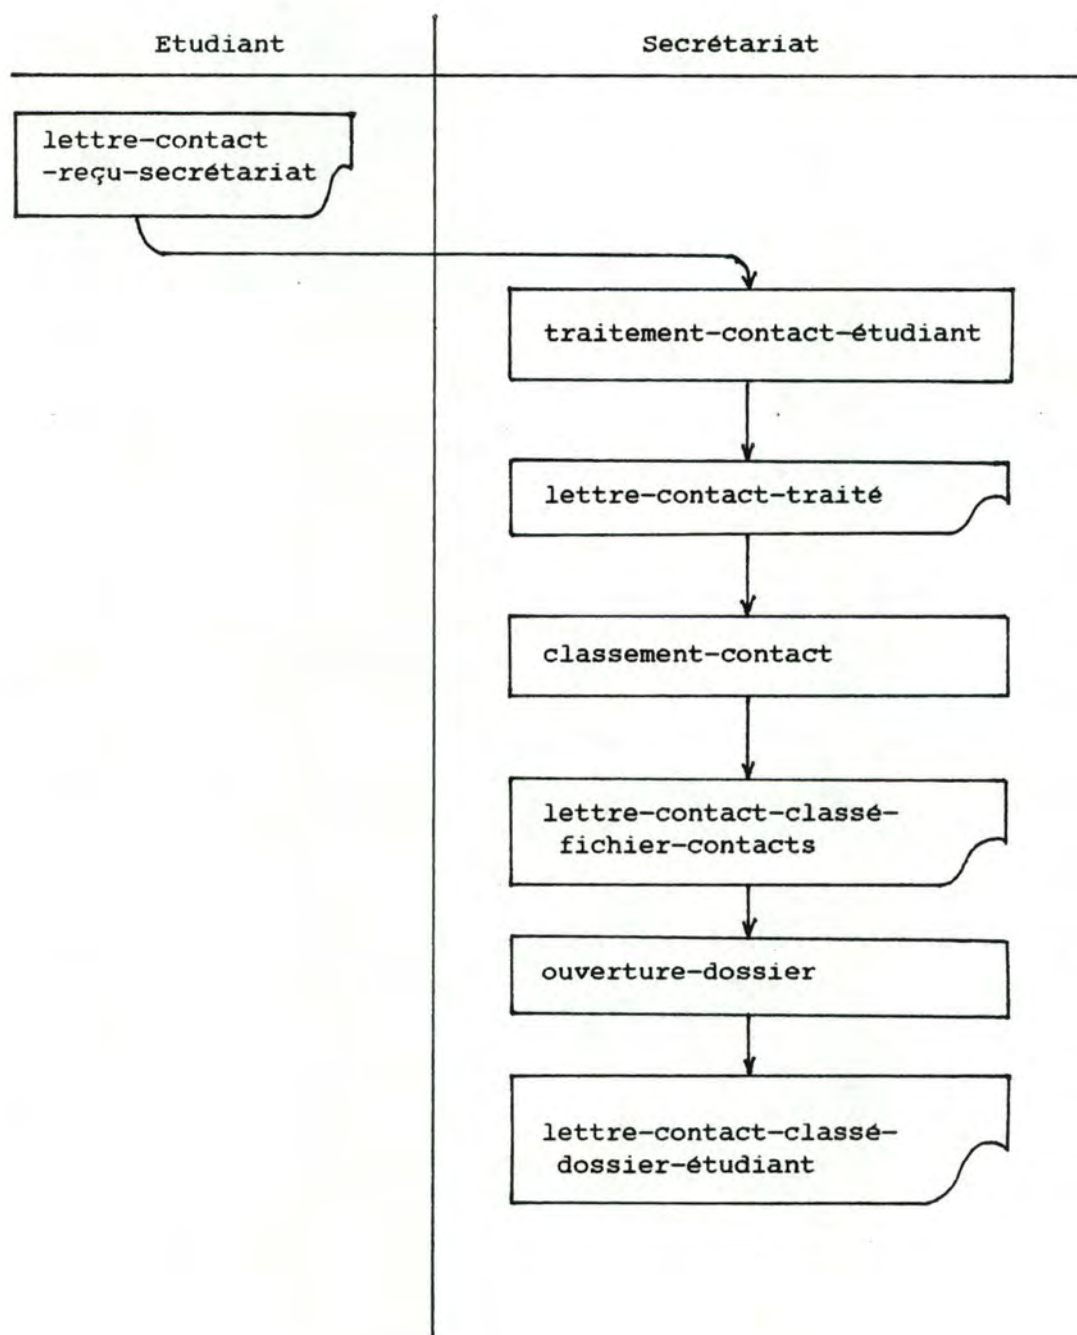 Etudiant
Secrétariat
lettre-contact
-reçu-secrétariat
traitement-contact-étudiant
lettre-contact-traité
classement-contact
lettre-contact-classé-
fichier-contacts
ouverture-dossier
lettre-contact-classé-
dossier-étudiant